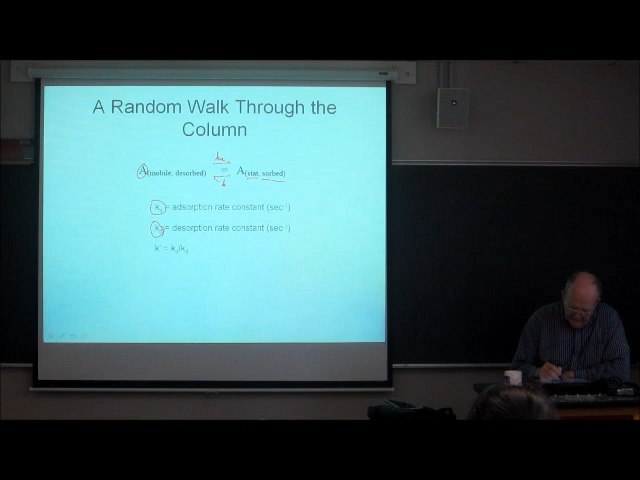 A Random Walk Through the
Column
ka
A(mobile, desorbed) = A(stat, sorbed)
ka = adsorption rate constant (sec-1)
kd = desorption rate constant (sec-1)
k' = ka/kd